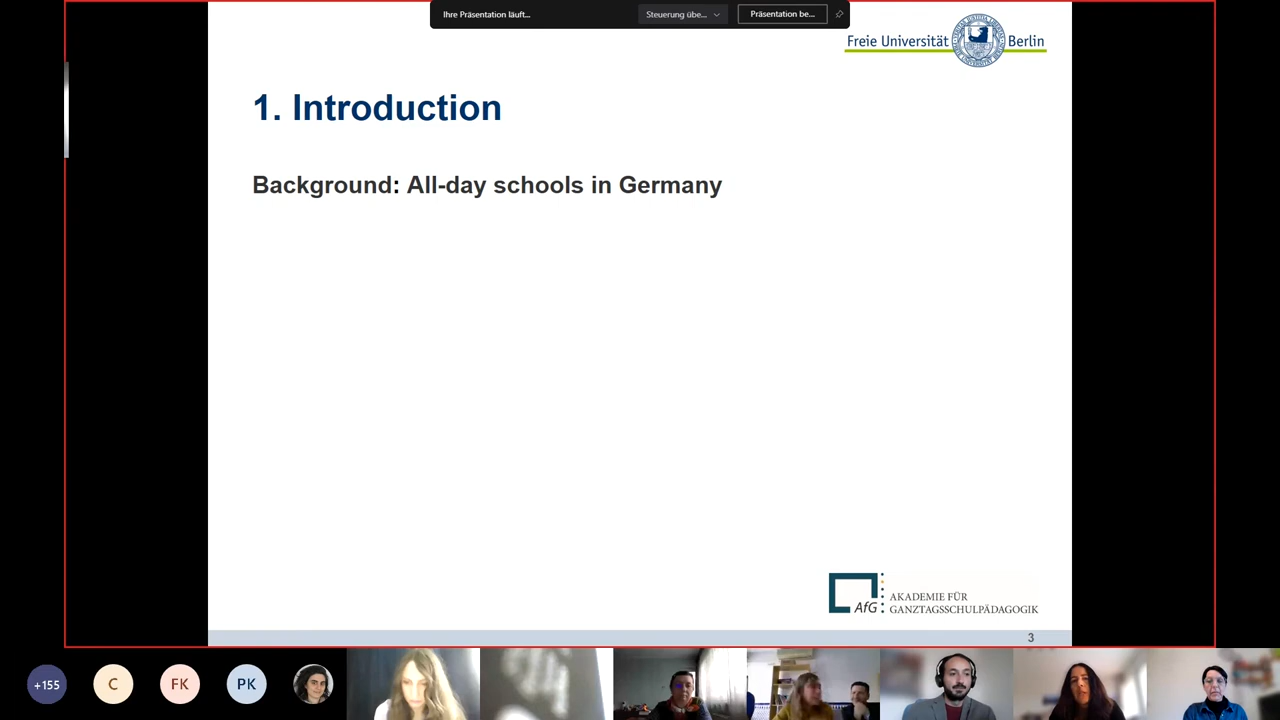 Ihre Präsentation läuft...
Steuerung übe...
Präsentation be...
Freie Universität Berlin
1. Introduction
Background: All-day schools in Germany
AfG
AKADEMIE FÜR
GANZTAGSSCHULPÄDAGOGIK
3
+155
C
FK
PK